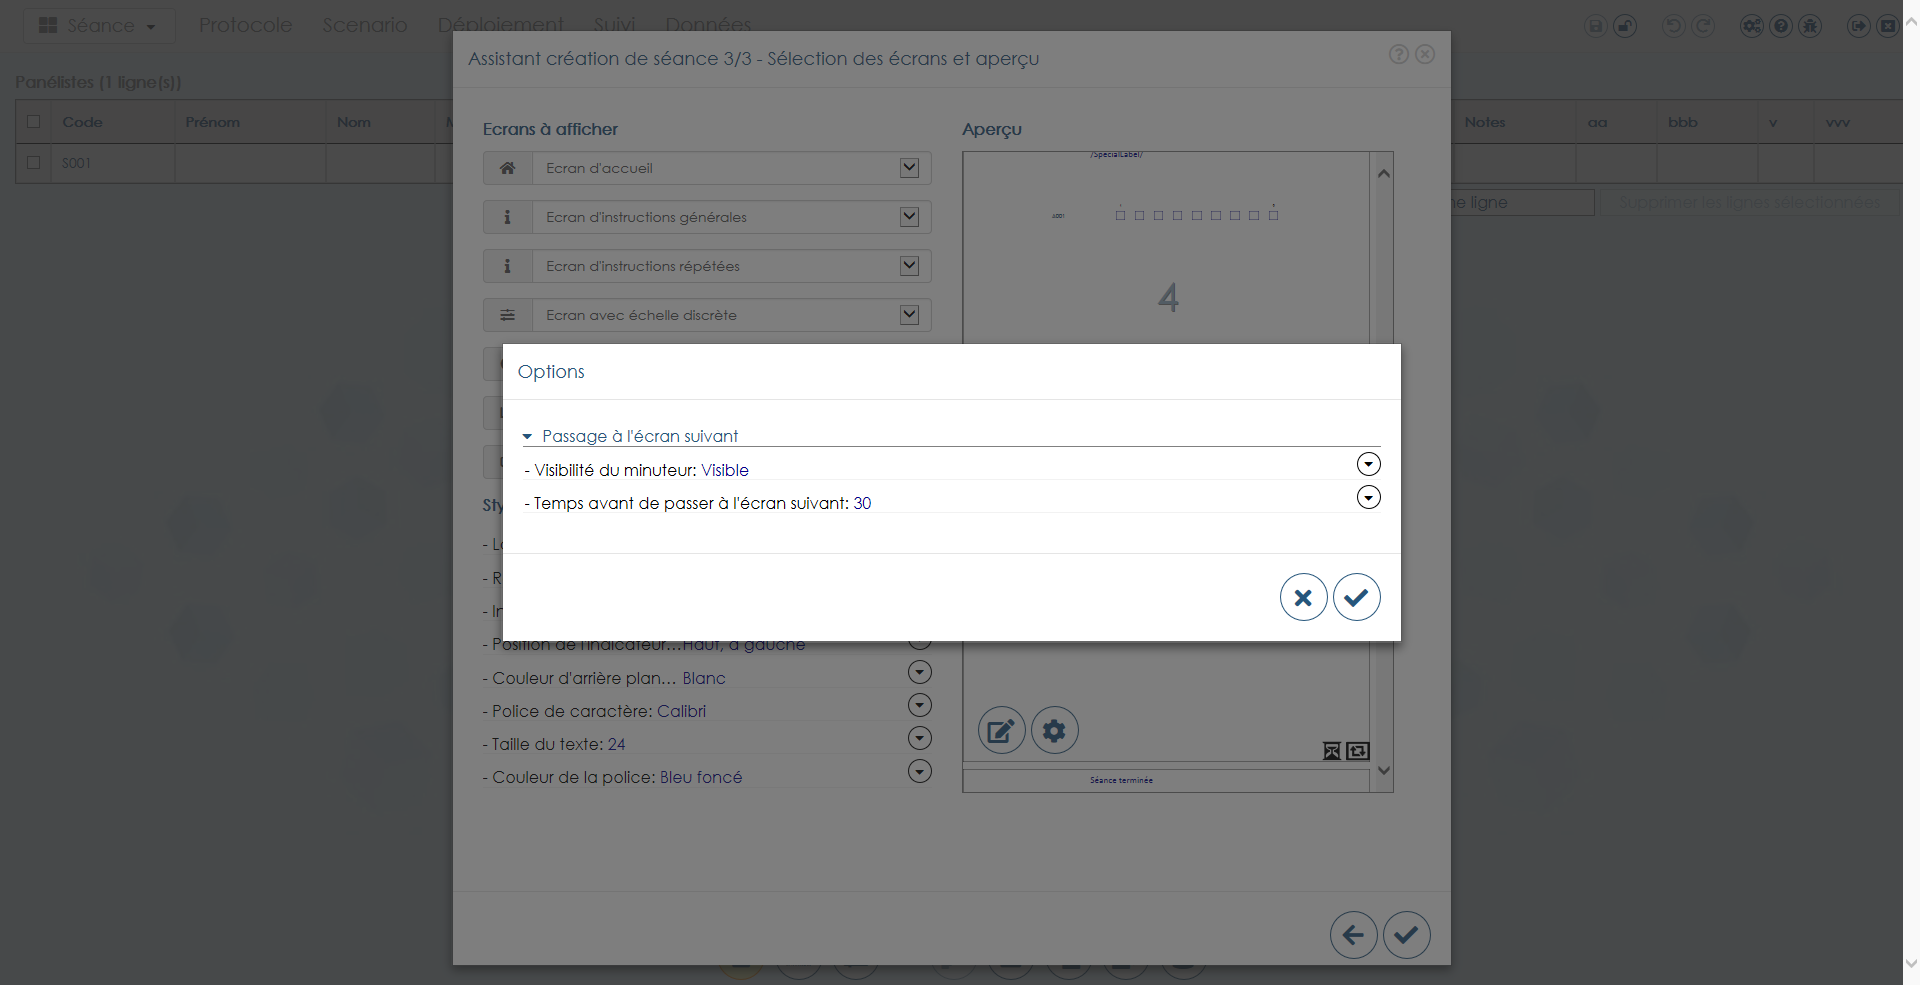 Séance
Protocole
Scenario
Déploiement
Suivi
Données
Panélistes (1 ligne(s))
Code
Prénom
Nom
Notes
aa
bbb
v
vvv
S001
ne ligne
Supprimer les lignes sélectionnées
Assistant création de séance 3/3 - Sélection des écrans et aperçu
Ecrans à afficher
Aperçu
Ecran d'accueil
Ecran d'instructions générales
Ecran d'instructions répétées
Ecran avec échelle discrète
/SpecialLabel/
4
Options
Passage à l'écran suivant
- Visibilité du minuteur: Visible
- Temps avant de passer à l'écran suivant: 30
Sty
- R
- Position de l'indicateur...Haut, à gauche
- Couleur d'arrière plan... Blanc
- Police de caractère: Calibri
- Taille du texte: 24
- Couleur de la police: Bleu foncé
Séance terminée